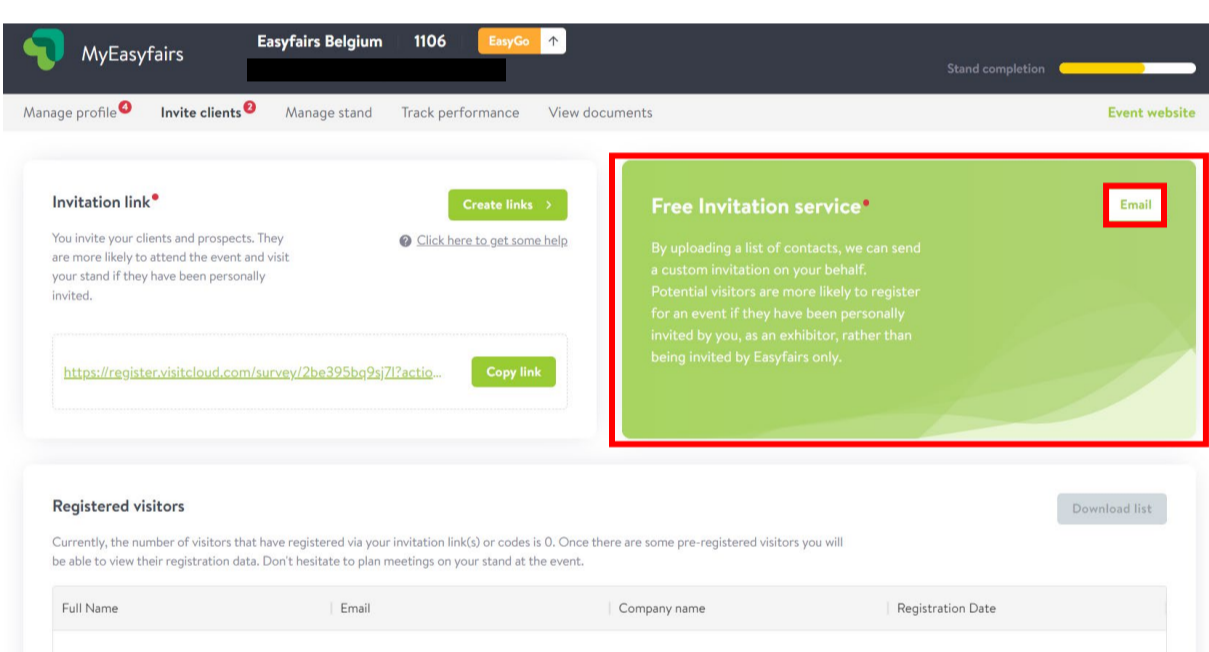 MyEasyfairs
Easyfairs Belgium 1106 EasyGo ↑
Stand completion
Manage profile 4 Invite clients 2 Manage stand Track performance View documents Event website
Invitation link
Create links >
You invite your clients and prospects. They
are more likely to attend the event and visit
your stand if they have been personally
invited.
? Click here to get some help
https://register.visitcloud.com/survey/2be395bq9sj7l?actio...
Copy link
Free Invitation service
Email
By uploading a list of contacts, we can send
a custom invitation on your behalf.
Potential visitors are more likely to register
for an event if they have been personally
invited by you, as an exhibitor, rather than
being invited by Easyfairs only.
Registered visitors
Download list
Currently, the number of visitors that have registered via your invitation link(s) or codes is 0. Once there are some pre-registered visitors you will
be able to view their registration data. Don't hesitate to plan meetings on your stand at the event.
Full Name Email Company name Registration Date